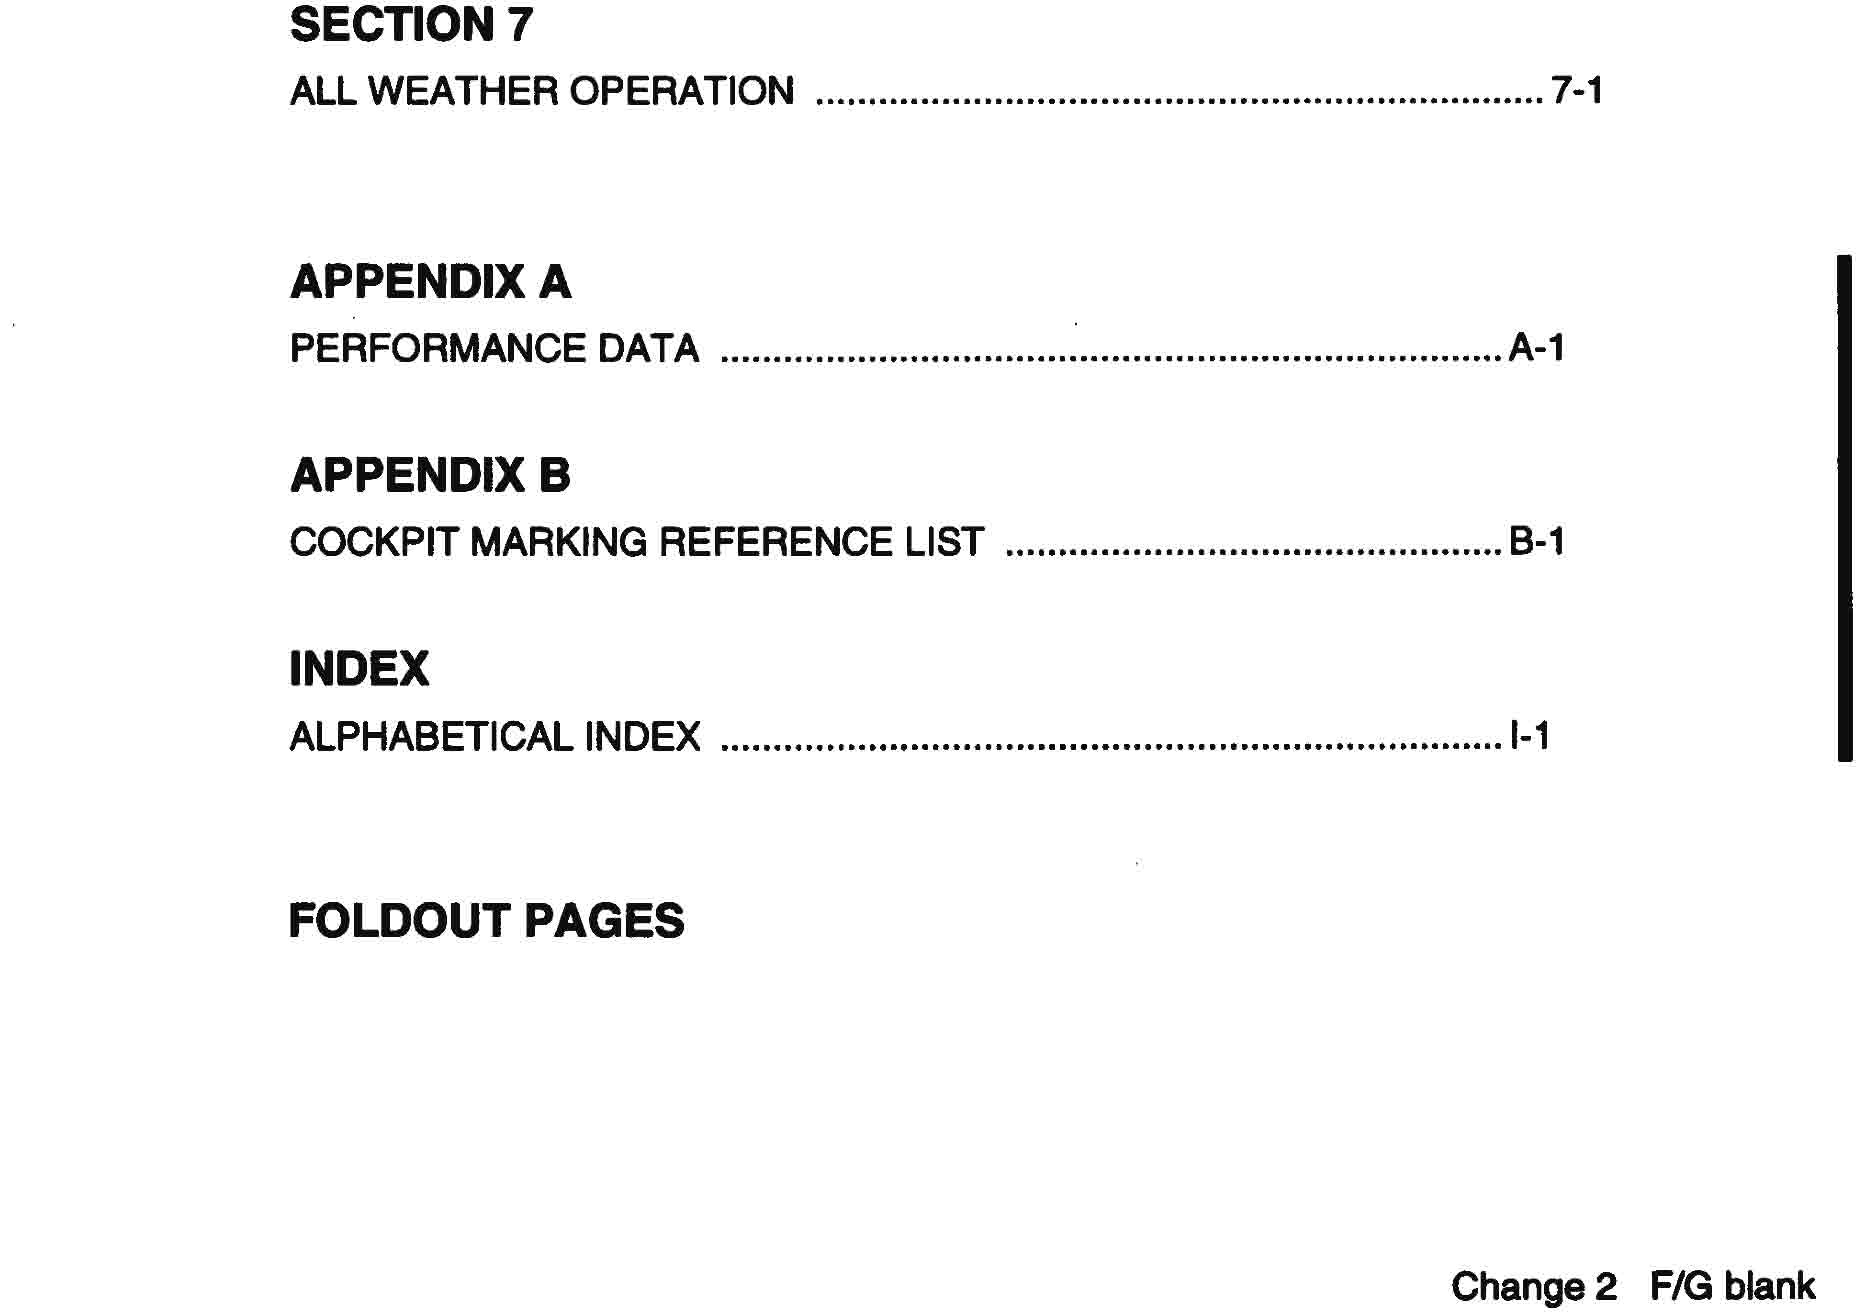 SECTION 7
ALL WEATHER OPERATION ................................................................ 7-1
APPENDIX A
PERFORMANCE DATA ..................................................................... A-1
APPENDIX B
COCKPIT MARKING REFERENCE LIST ............................................ B-1
INDEX
ALPHABETICAL INDEX ..................................................................... I-1
FOLDOUT PAGES
Change 2 F/G blank